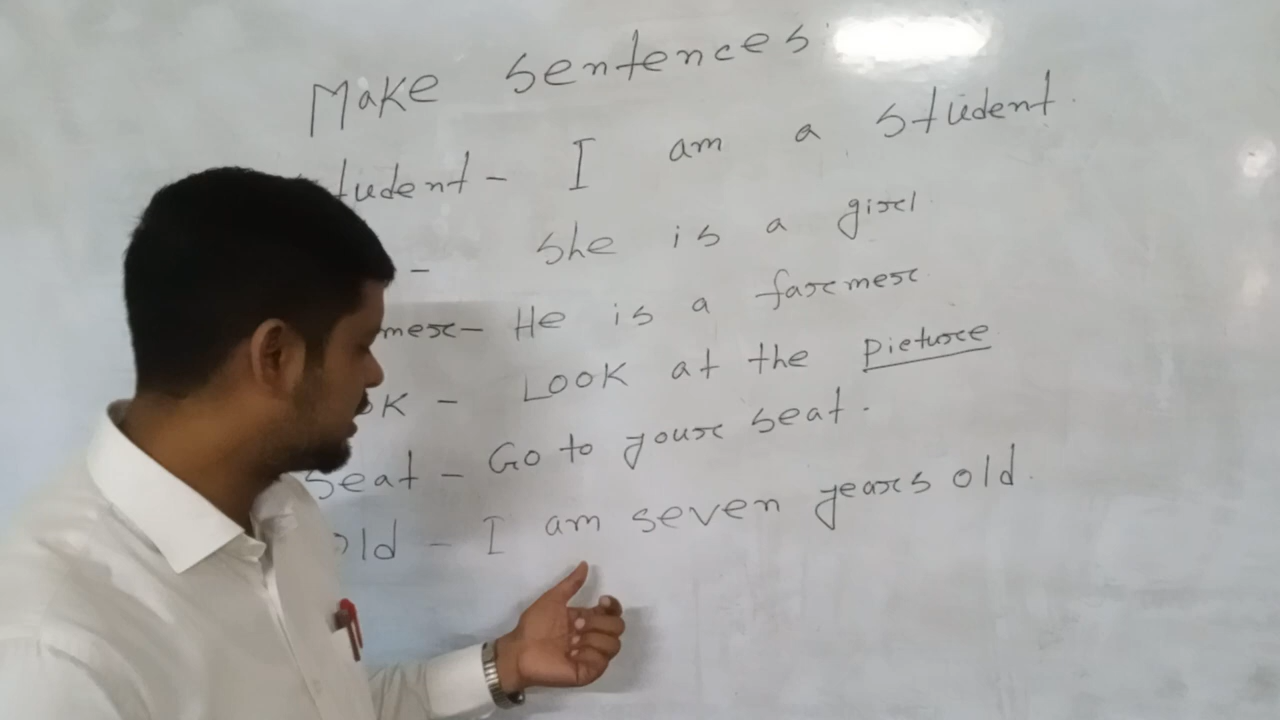 Make Sentences
student - I am a student.
- She is a girl
mer - He is a farmer
ok - Look at the picture
Seat - Go to your seat.
old - I am seven years old.